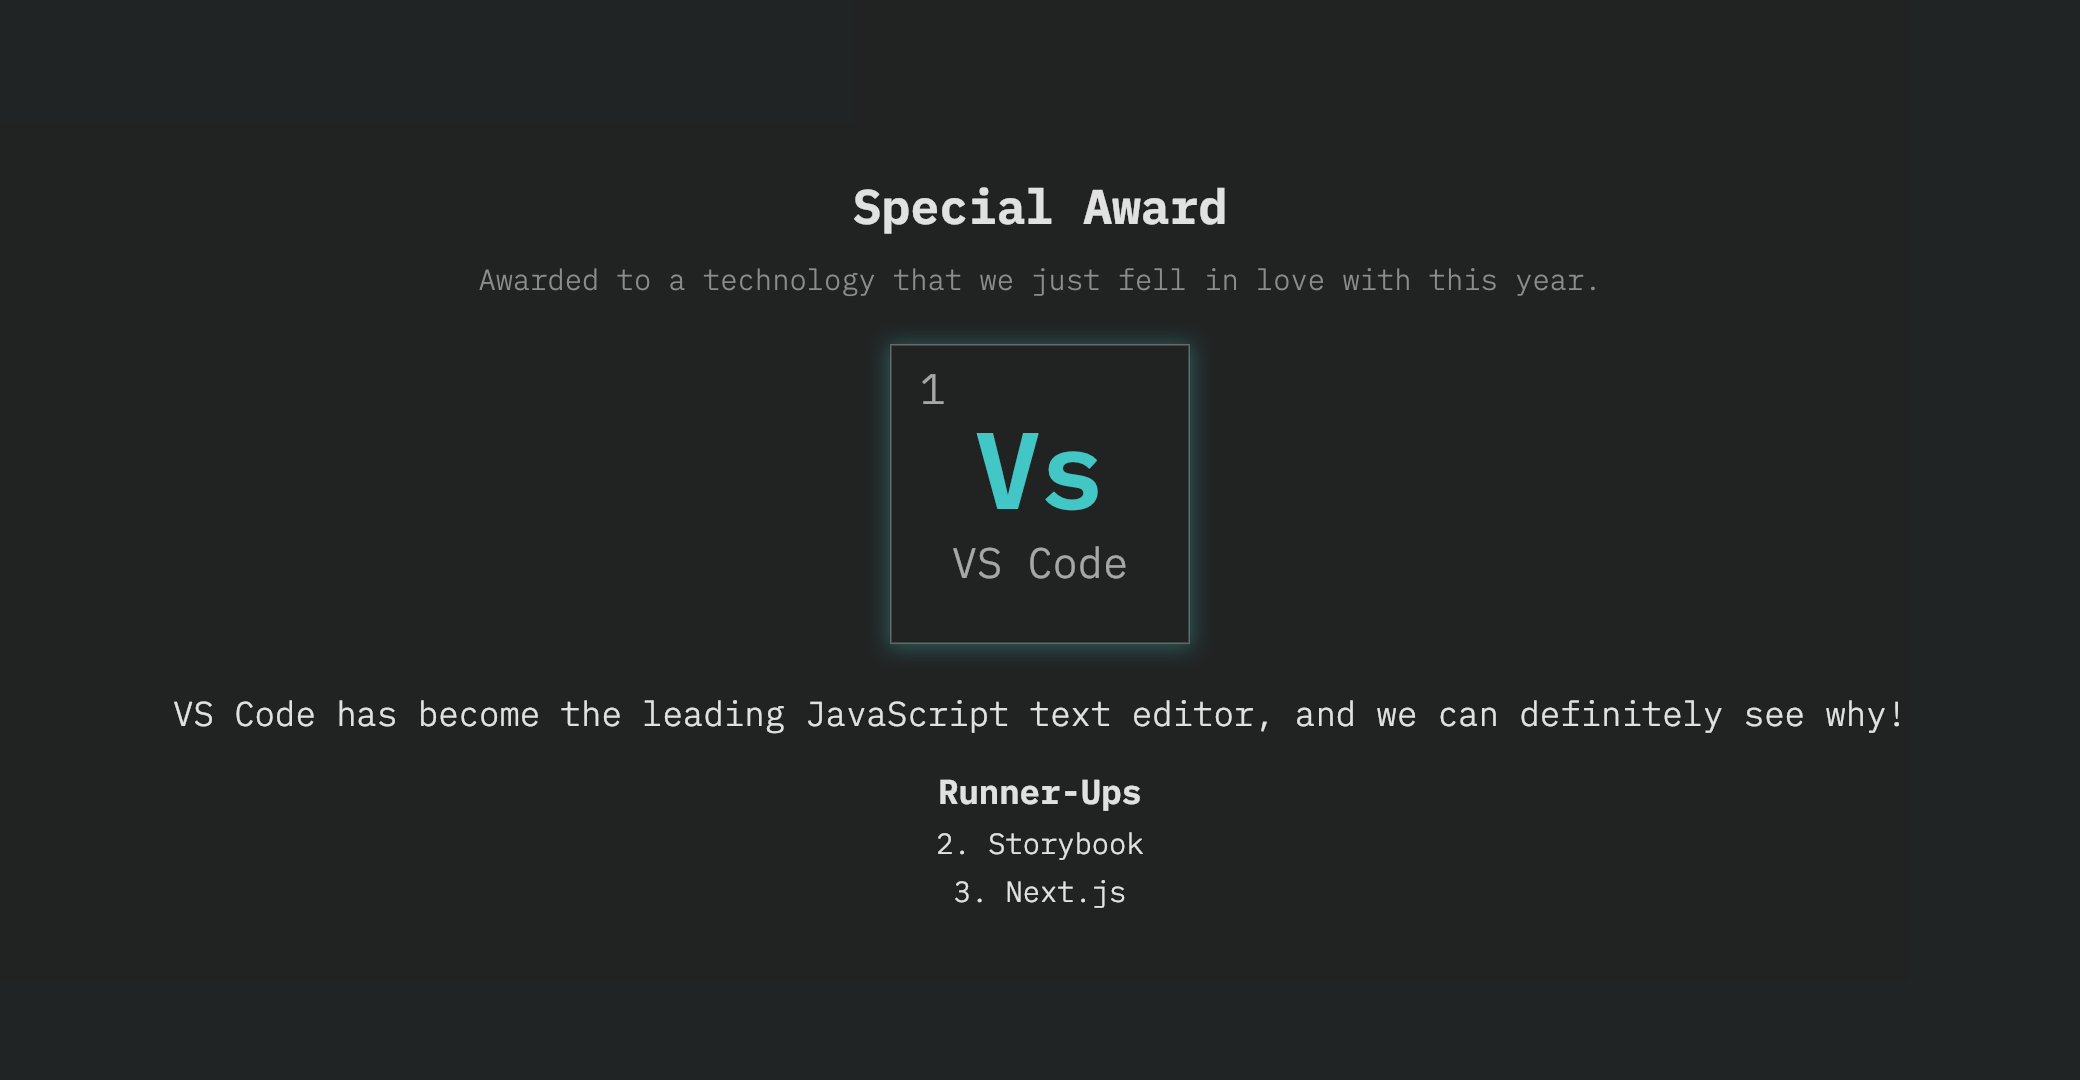 Special Award
Awarded to a technology that we just fell in love with this year.
1
Vs
VS Code
VS Code has become the leading JavaScript text editor, and we can definitely see why!
Runner-Ups
2. Storybook
3. Next.js